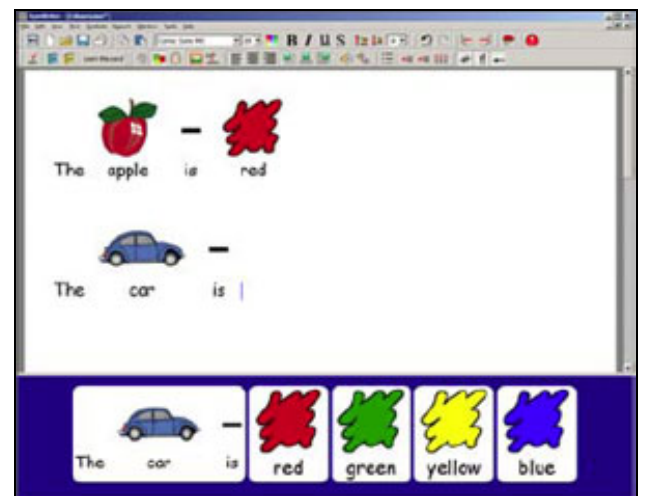 B I U S
The apple is red
The car is
The car is
red green yellow blue